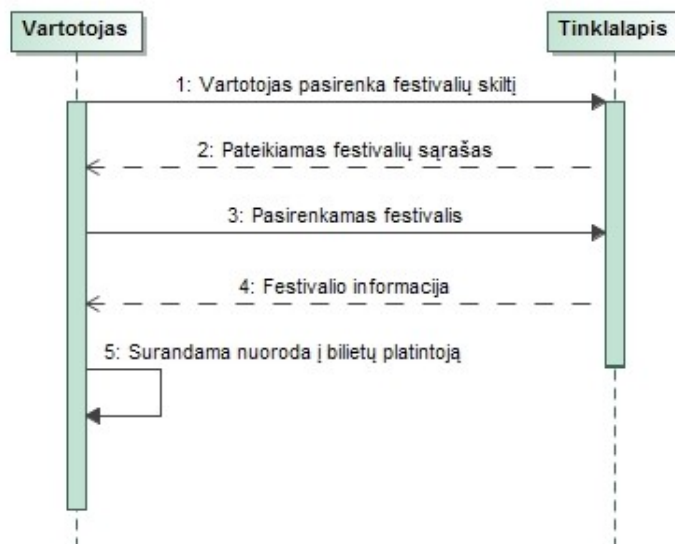 Vartotojas
Tinklalapis
1: Vartotojas pasirenka festivalių skiltį
2: Pateikiamas festivalių sąrašas
3: Pasirenkamas festivalis
4: Festivalio informacija
5: Surandama nuoroda į bilietų platintoją